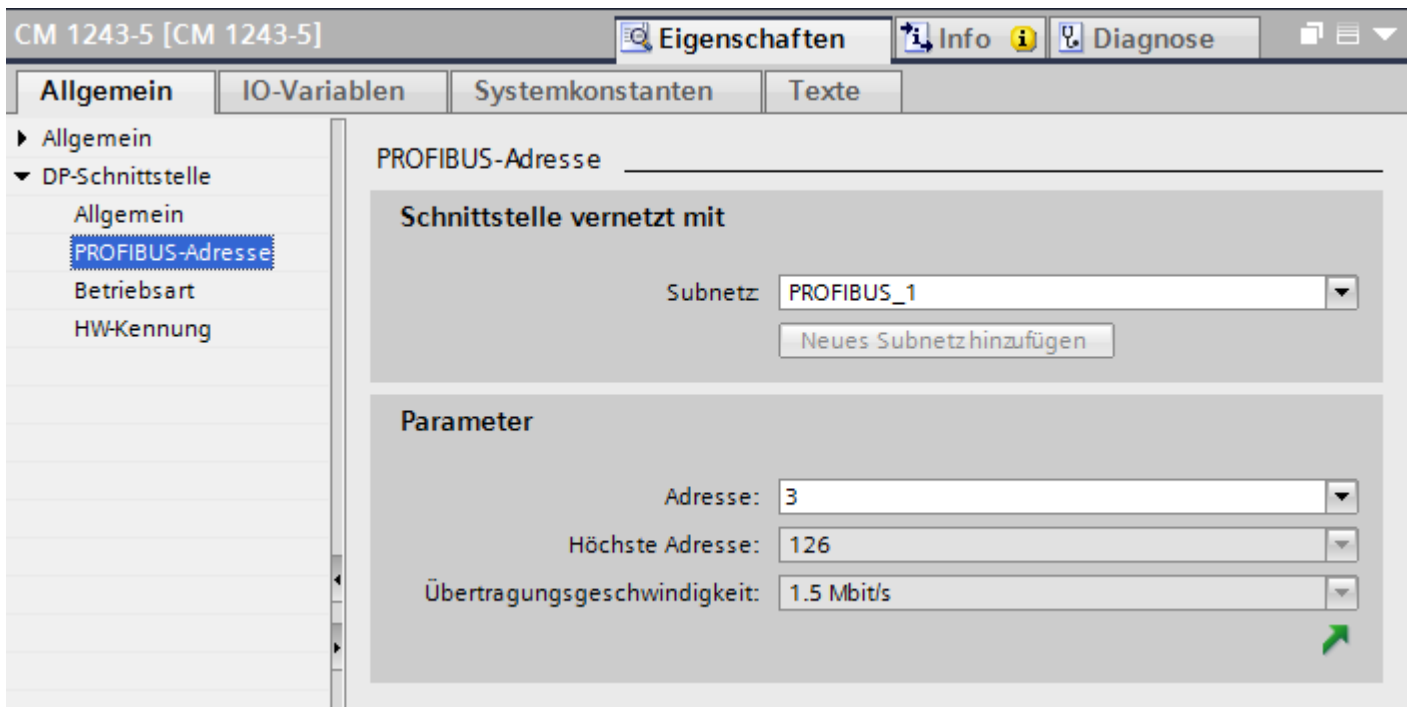 CM 1243-5 [CM 1243-5]
Eigenschaften
Info
Diagnose
Allgemein
IO-Variablen
Systemkonstanten
Texte
Allgemein
DP-Schnittstelle
Allgemein
PROFIBUS-Adresse
Betriebsart
HW-Kennung
PROFIBUS-Adresse
Schnittstelle vernetzt mit
Subnetz: PROFIBUS_1
Neues Subnetz hinzufügen
Parameter
Adresse: 3
Höchste Adresse: 126
Übertragungsgeschwindigkeit: 1.5 Mbit/s